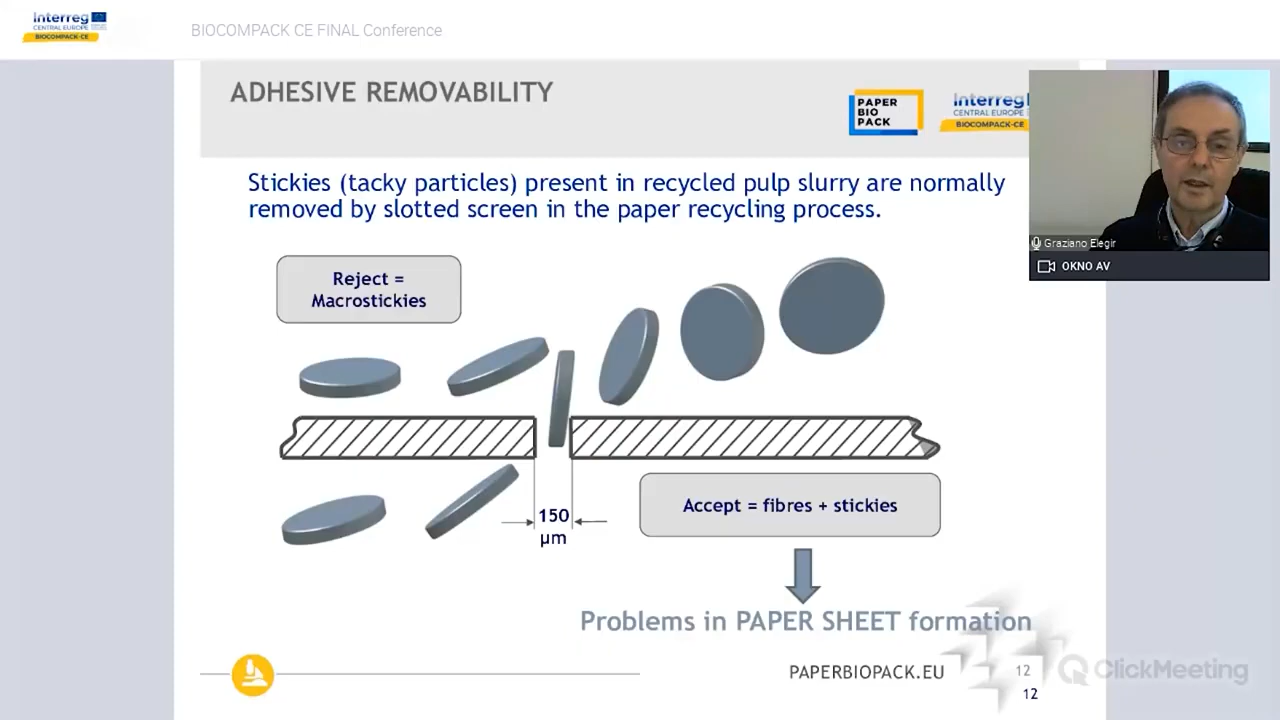 Interreg
CENTRAL EUROPE
BIOCOMPACK-CE
BIOCOMPACK CE FINAL Conference
ADHESIVE REMOVABILITY
PAPER
BIO
PACK
Interreg
CENTRAL EUROPE
BIOCOMPACK-CE
Graziano Elegir
OKNO AV
Stickies (tacky particles) present in recycled pulp slurry are normally
removed by slotted screen in the paper recycling process.
Reject =
Macrostickies
150
µm
Accept = fibres + stickies
Problems in PAPER SHEET formation
PAPERBIOPACK.EU
12
12
ClickMeeting